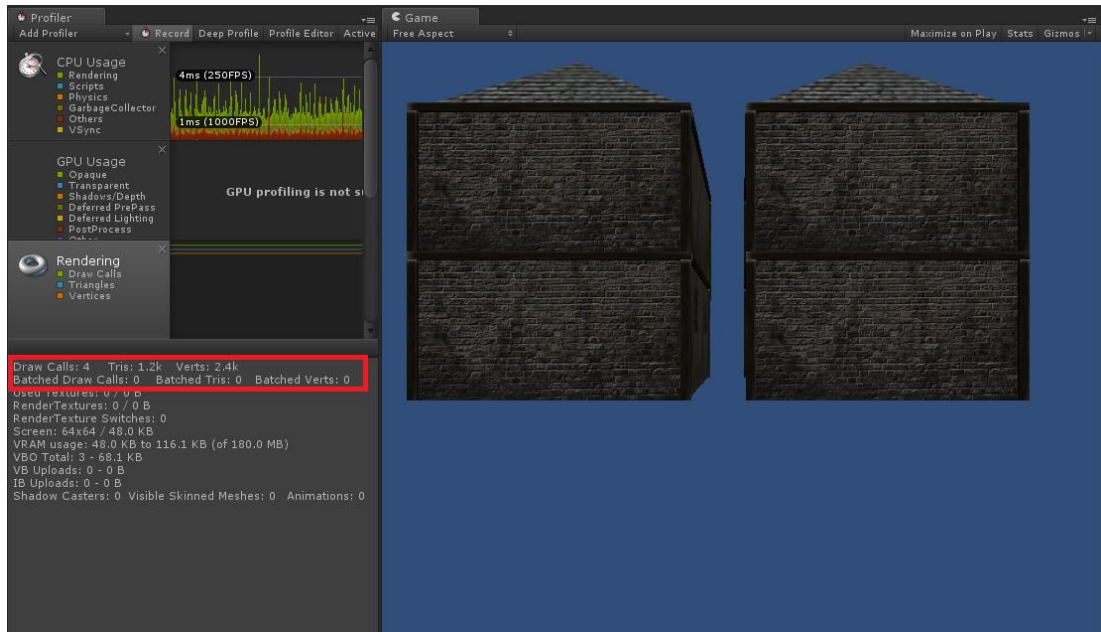 Profiler
Add Profiler Record Deep Profile Profile Editor Active
CPU Usage
Rendering
Scripts
Physics
GarbageCollector
Others
VSync
4ms (250FPS)
1ms (1000FPS)
GPU Usage
Opaque
Transparent
Shadows/Depth
Deferred PrePass
Deferred Lighting
PostProcess
Other
GPU profiling is not su
Rendering
Draw Calls
Triangles
Vertices
Draw Calls: 4 Tris: 1.2k Verts: 2.4k
Batched Draw Calls: 0 Batched Tris: 0 Batched Verts: 0
Used Textures: 0 / 0 B
RenderTextures: 0 / 0 B
RenderTexture Switches: 0
Screen: 64x64 / 48.0 KB
VRAM usage: 48.0 KB to 116.1 KB (of 180.0 MB)
VBO Total: 3 - 68.1 KB
VB Uploads: 0 - 0 B
IB Uploads: 0 - 0 B
Shadow Casters: 0 Visible Skinned Meshes: 0 Animations: 0
Game
Free Aspect Maximize on Play Stats Gizmos